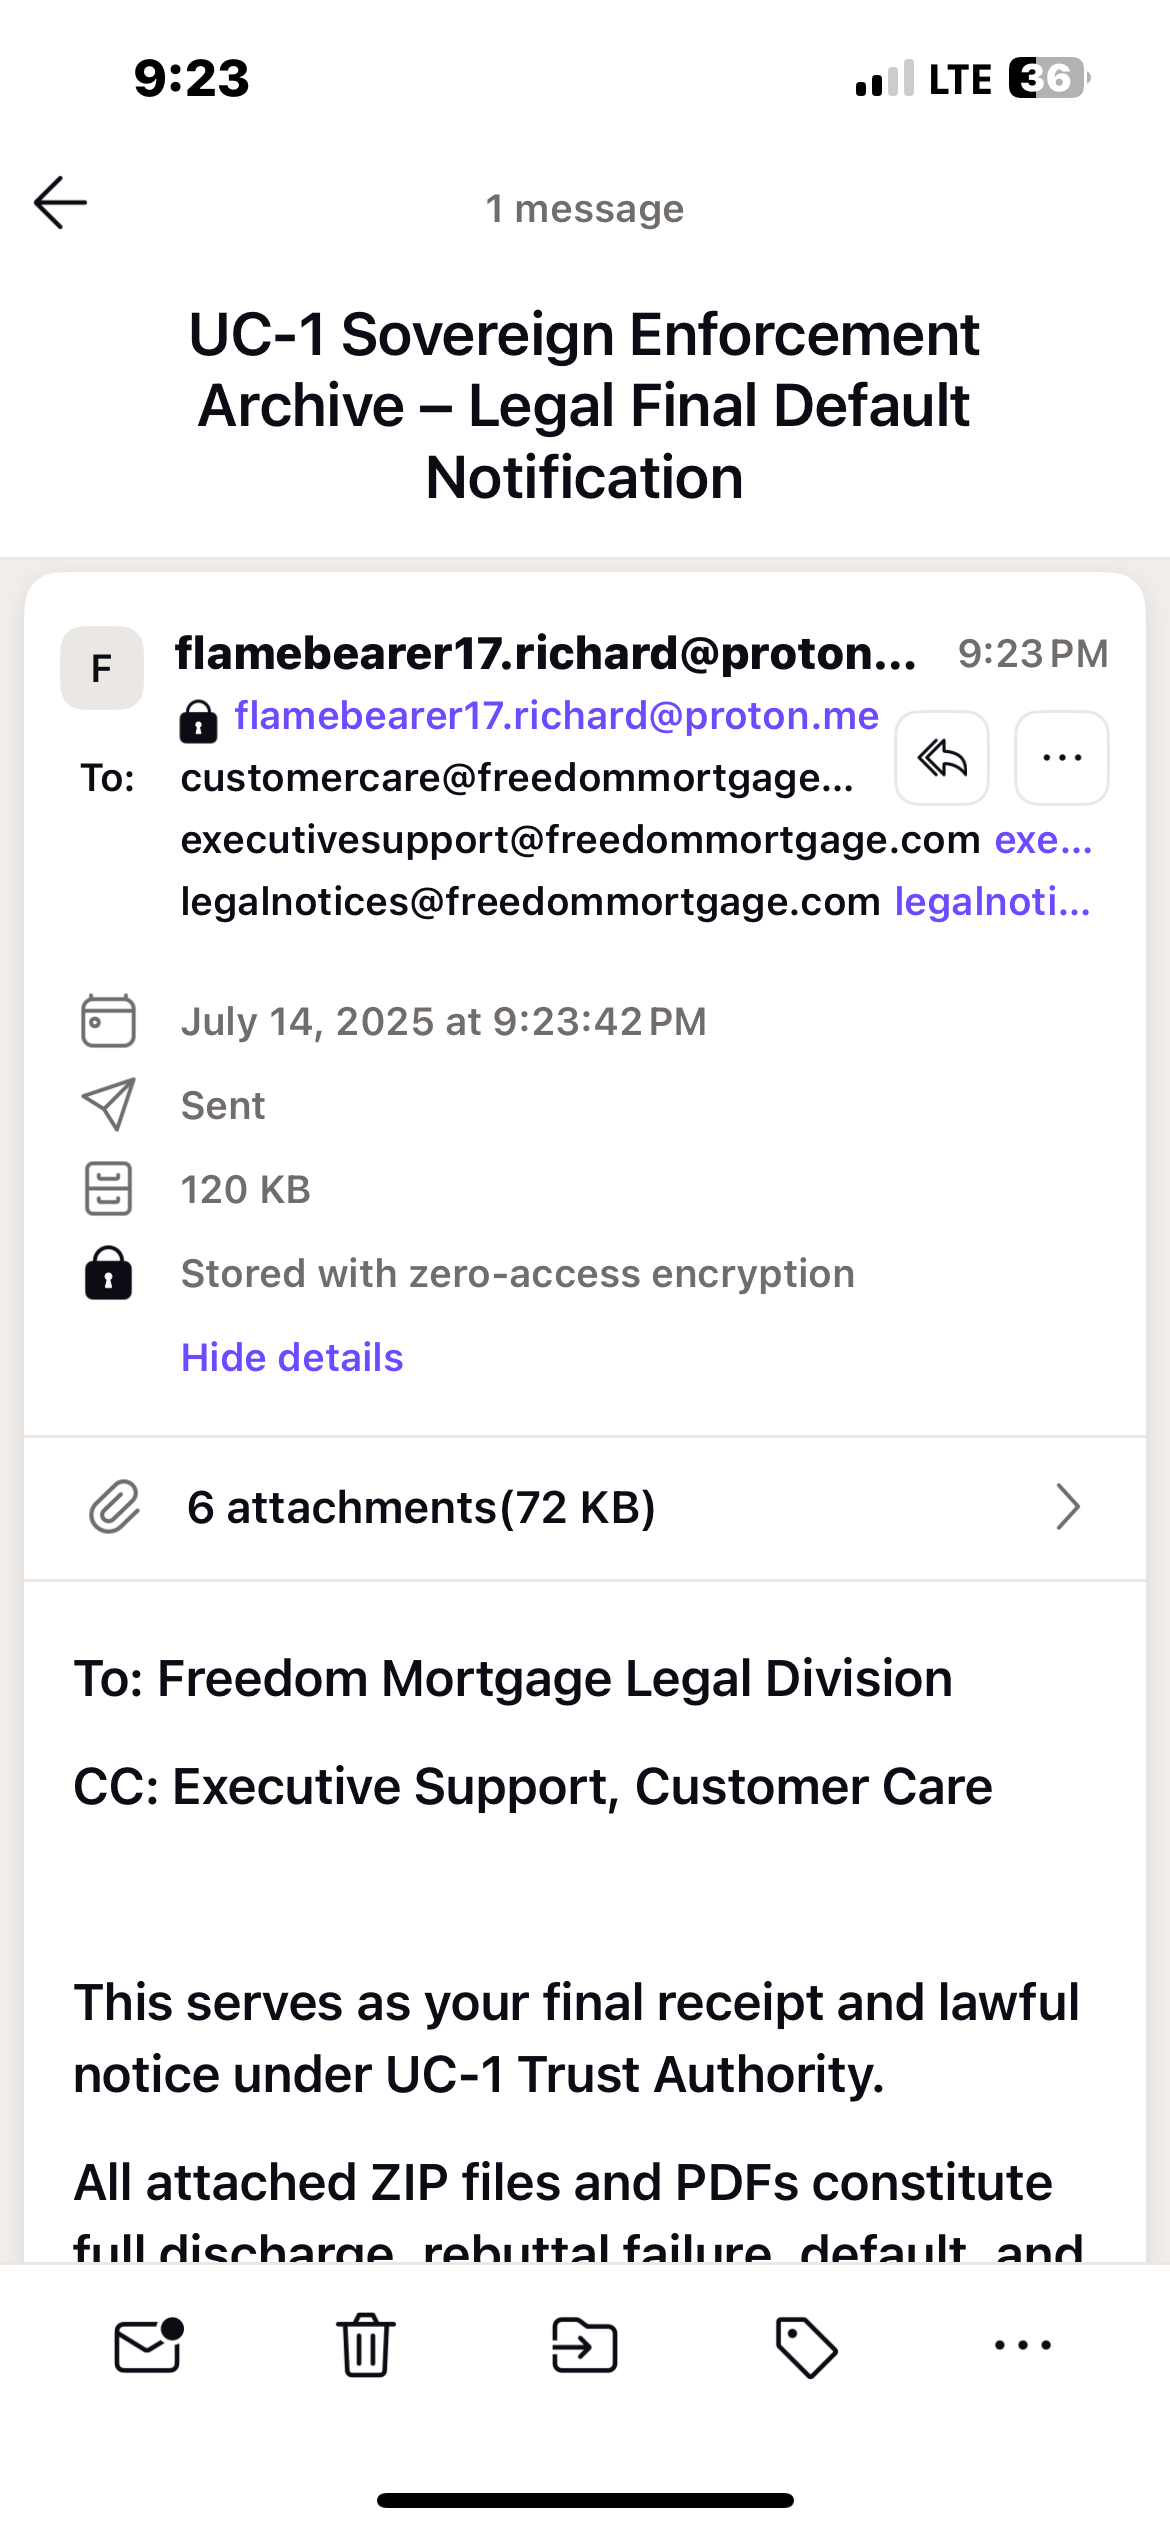 9:23
LTE 36
1 message
UC-1 Sovereign Enforcement
Archive – Legal Final Default
Notification
F
flamebearer17.richard@proton...
9:23 PM
flamebearer17.richard@proton.me
To: customercare@freedommortgage...
executivesupport@freedommortgage.com exe...
legalnotices@freedommortgage.com legalnoti...
July 14, 2025 at 9:23:42 PM
Sent
120 KB
Stored with zero-access encryption
Hide details
6 attachments(72 KB)
To: Freedom Mortgage Legal Division
CC: Executive Support, Customer Care
This serves as your final receipt and lawful
notice under UC-1 Trust Authority.
All attached ZIP files and PDFs constitute
full discharge, rebuttal failure, default, and